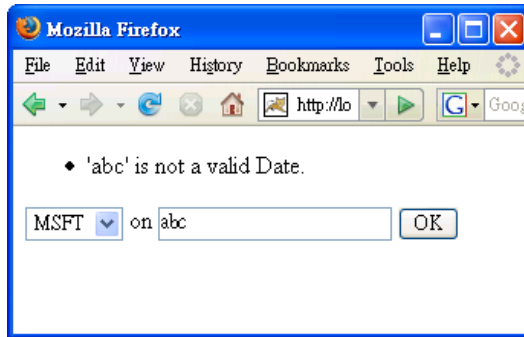 Mozilla Firefox
File Edit View History Bookmarks Tools Help
http://lo G Goog
• 'abc' is not a valid Date.
MSFT on abc OK